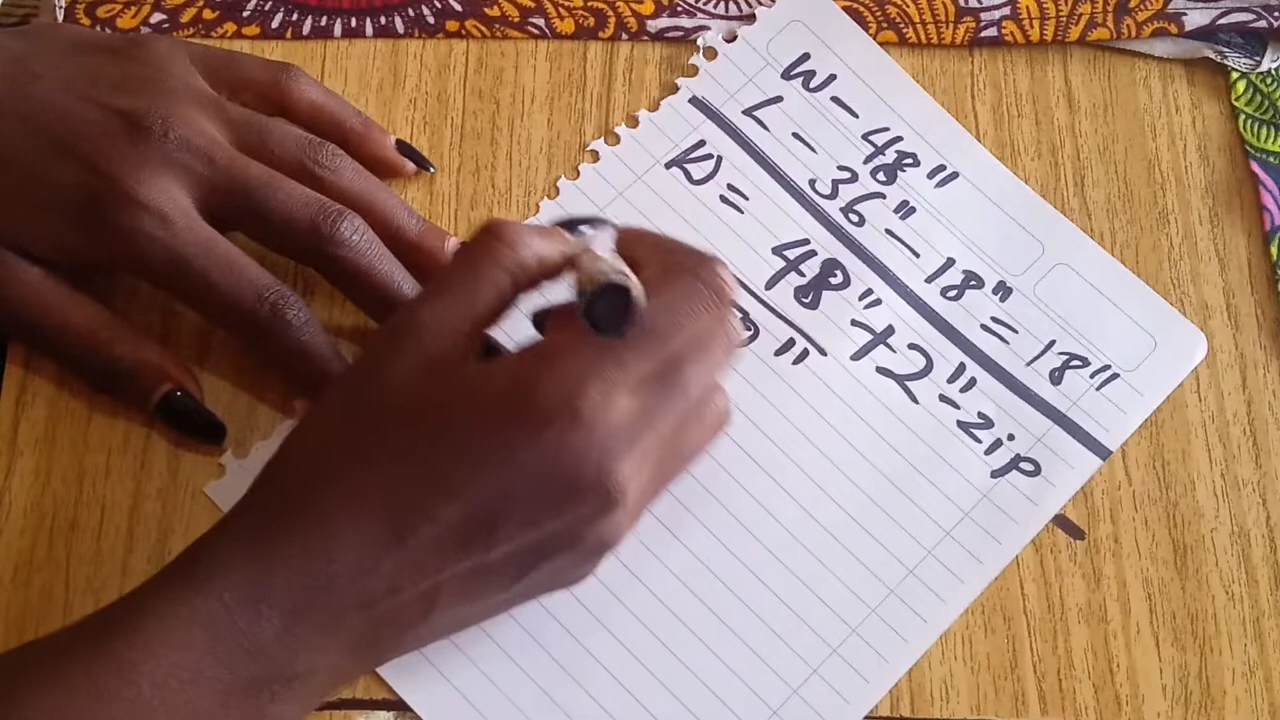 W - 48"
L - 36" - 18" = 18"
K) = 48" + 2" - zip